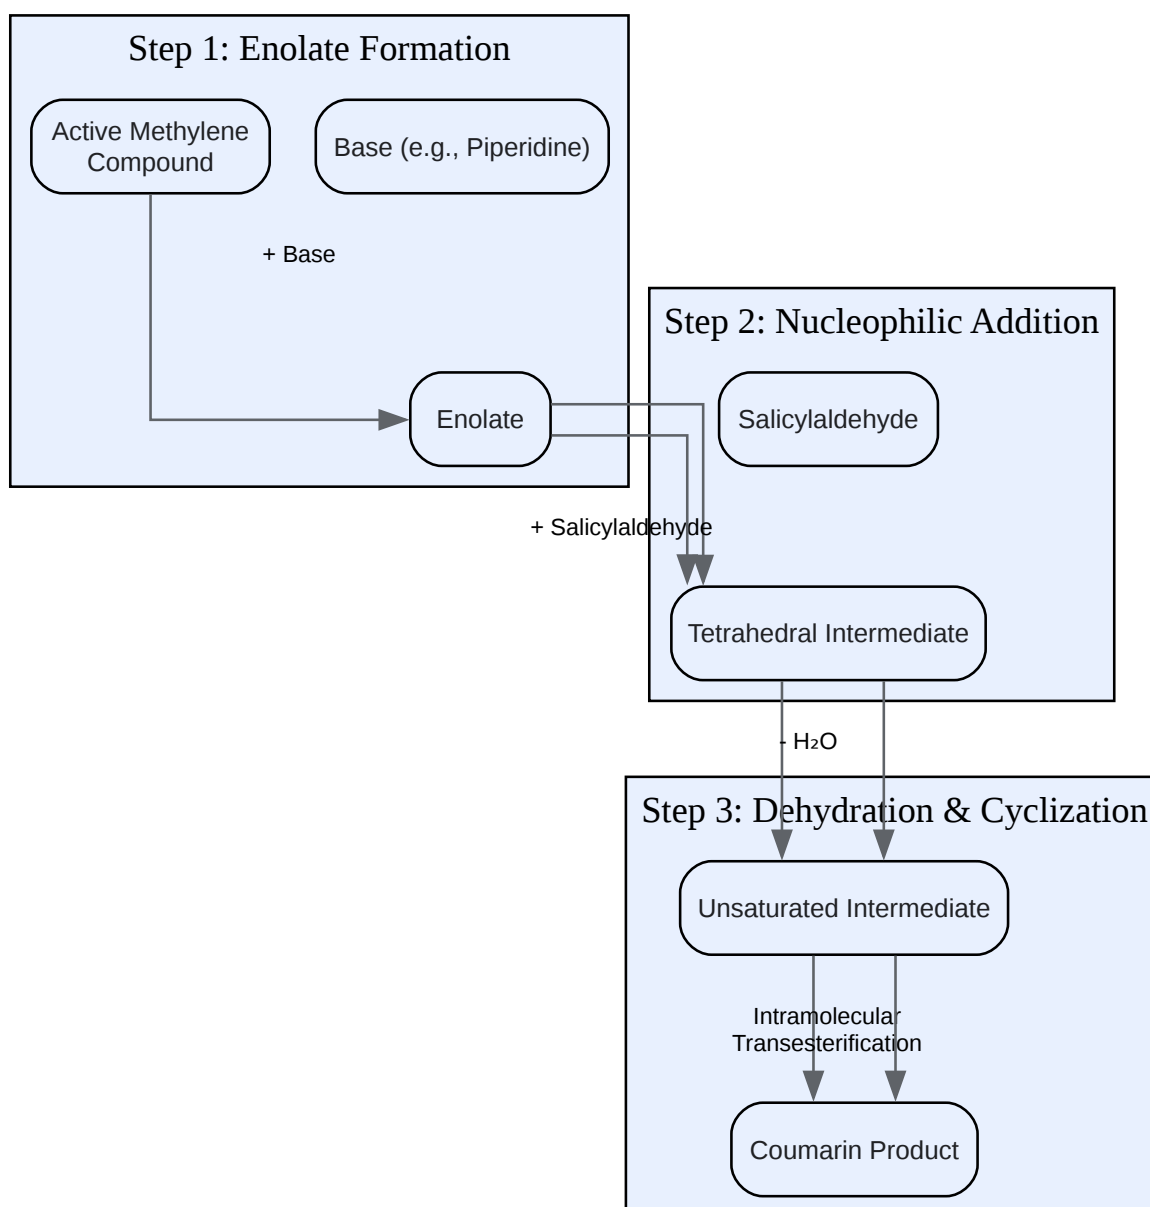 Step 1: Enolate Formation
Active Methylene
Compound
Base (e.g., Piperidine)
+ Base
Enolate
Step 2: Nucleophilic Addition
Salicylaldehyde
+ Salicylaldehyde
Tetrahedral Intermediate
- H₂O
Step 3: Dehydration & Cyclization
Unsaturated Intermediate
Intramolecular
Transesterification
Coumarin Product